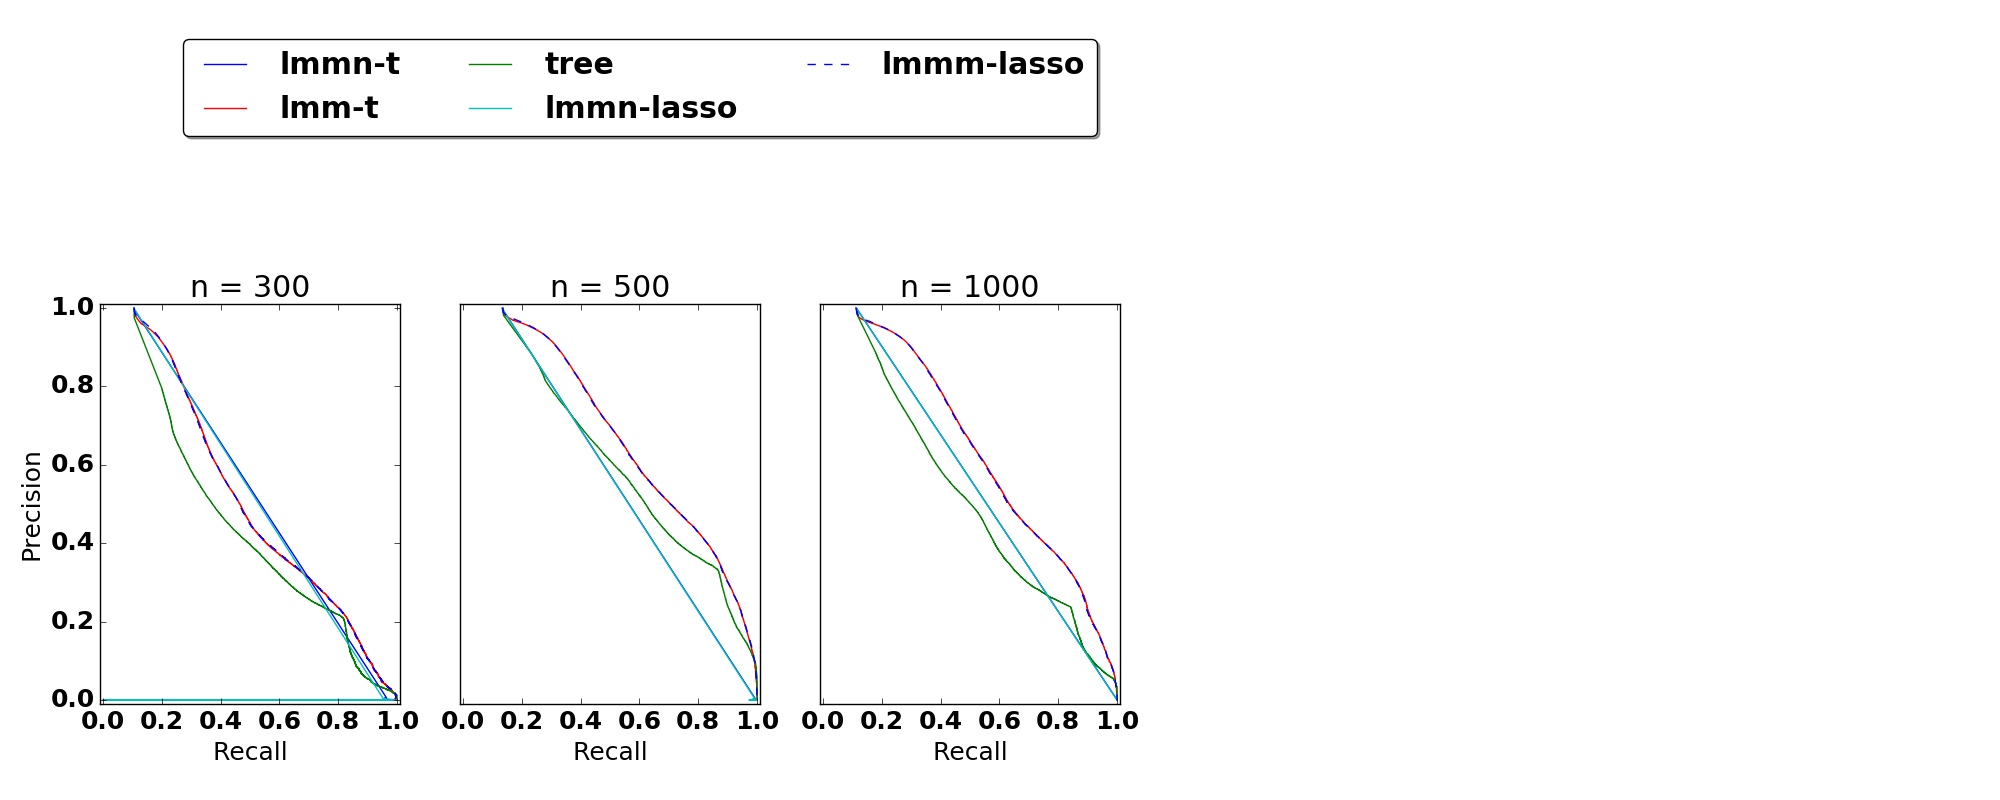 lmmn-t tree lmmm-lasso
lmm-t lmmn-lasso
n = 300 n = 500 n = 1000
1.0
0.8
0.6
0.4
0.2
0.0
Precision
0.0 0.2 0.4 0.6 0.8 1.0 0.0 0.2 0.4 0.6 0.8 1.0 0.0 0.2 0.4 0.6 0.8 1.0
Recall Recall Recall